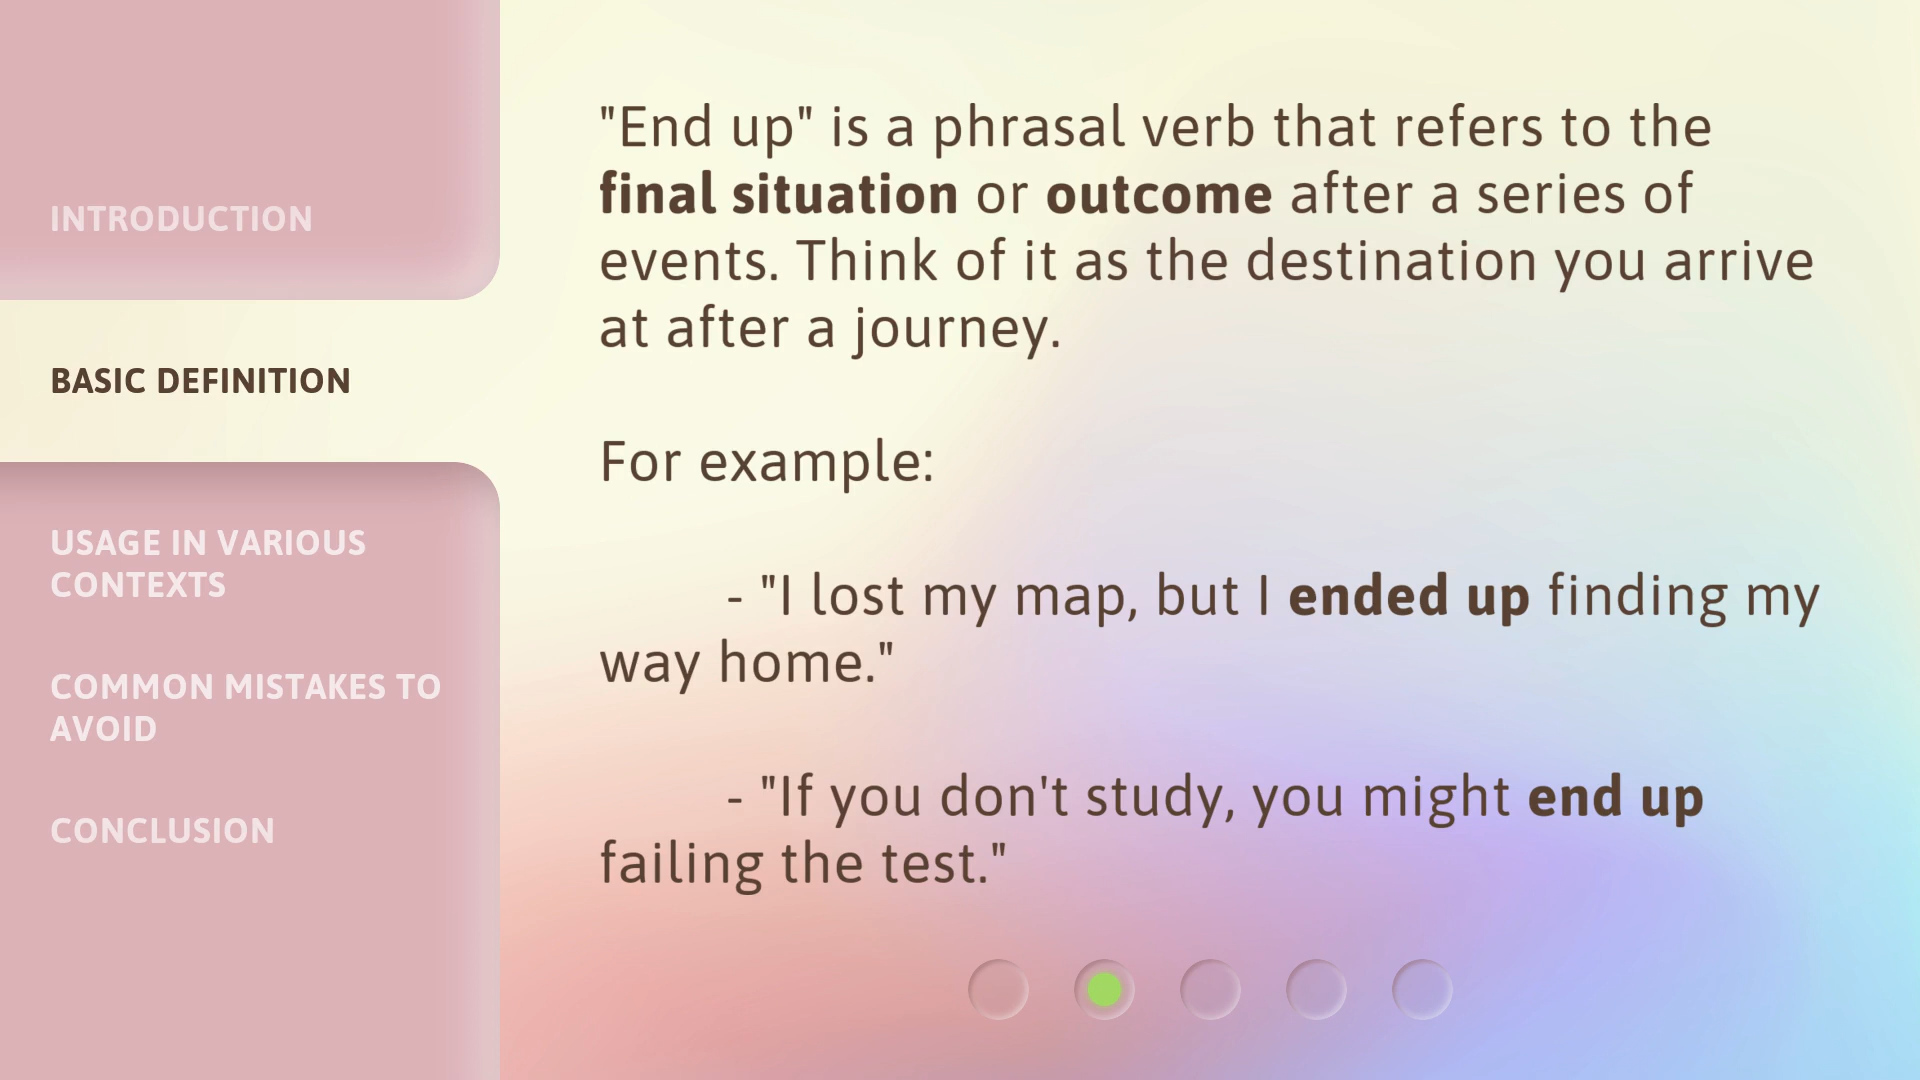 INTRODUCTION
BASIC DEFINITION
USAGE IN VARIOUS
CONTEXTS
COMMON MISTAKES TO
AVOID
CONCLUSION
"End up" is a phrasal verb that refers to the
final situation or outcome after a series of
events. Think of it as the destination you arrive
at after a journey.
For example:
- "I lost my map, but I ended up finding my
way home."
- "If you don't study, you might end up
failing the test."